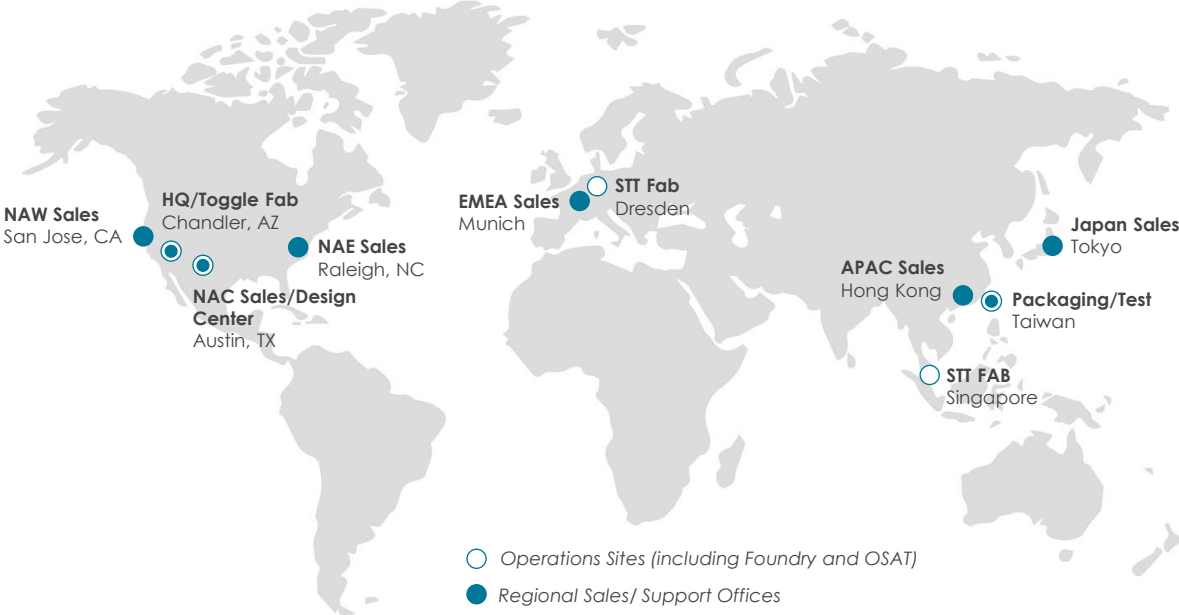 NAW Sales
San Jose, CA
HQ/Toggle Fab
Chandler, AZ
NAE Sales
Raleigh, NC
NAC Sales/Design
Center
Austin, TX
EMEA Sales
Munich
STT Fab
Dresden
Japan Sales
Tokyo
APAC Sales
Hong Kong
Packaging/Test
Taiwan
STT FAB
Singapore
Operations Sites (including Foundry and OSAT)
Regional Sales/ Support Offices